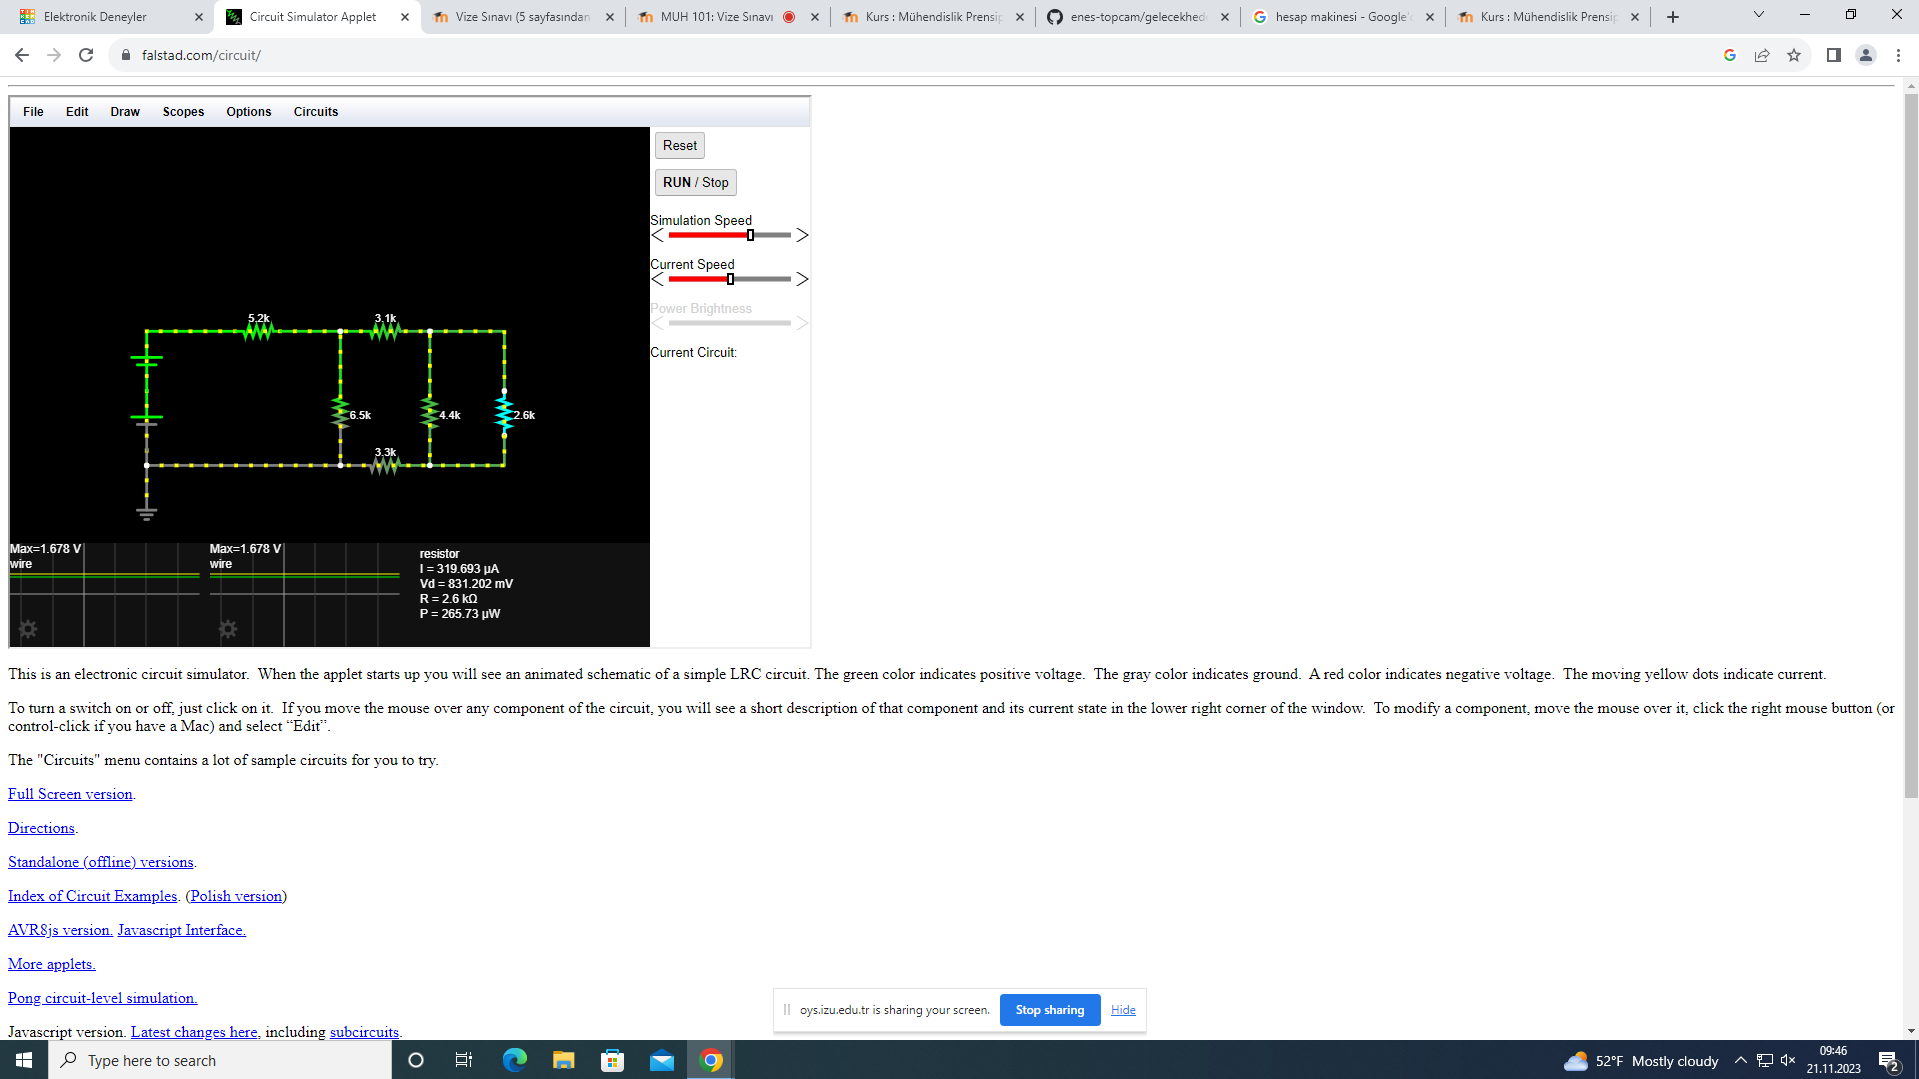 Elektronik Deneyler
Circuit Simulator Applet
Vize Sınavı (5 sayfasından
MUH 101: Vize Sınavı
Kurs : Mühendislik Prensip
enes-topcam/gelecekhede
hesap makinesi - Google'
Kurs : Mühendislik Prensip
falstad.com/circuit/
File Edit Draw Scopes Options Circuits
Reset
RUN / Stop
Simulation Speed
Current Speed
Power Brightness
Current Circuit:
5.2k
3.1k
6.5k
4.4k
2.6k
3.3k
Max=1.678 V
wire
Max=1.678 V
wire
resistor
I = 319.693 µA
Vd = 831.202 mV
R = 2.6 kΩ
P = 265.73 µW
This is an electronic circuit simulator.  When the applet starts up you will see an animated schematic of a simple LRC circuit. The green color indicates positive voltage.  The gray color indicates ground.  A red color indicates negative voltage.  The moving yellow dots indicate current.
To turn a switch on or off, just click on it.  If you move the mouse over any component of the circuit, you will see a short description of that component and its current state in the lower right corner of the window.  To modify a component, move the mouse over it, click the right mouse button (or
control-click if you have a Mac) and select “Edit”.
The "Circuits" menu contains a lot of sample circuits for you to try.
Full Screen version.
Directions.
Standalone (offline) versions.
Index of Circuit Examples. (Polish version)
AVR8js version. Javascript Interface.
More applets.
Pong circuit-level simulation.
Javascript version. Latest changes here, including subcircuits.
oys.izu.edu.tr is sharing your screen.
Stop sharing
Hide
Type here to search
52°F Mostly cloudy
09:46
21.11.2023
2